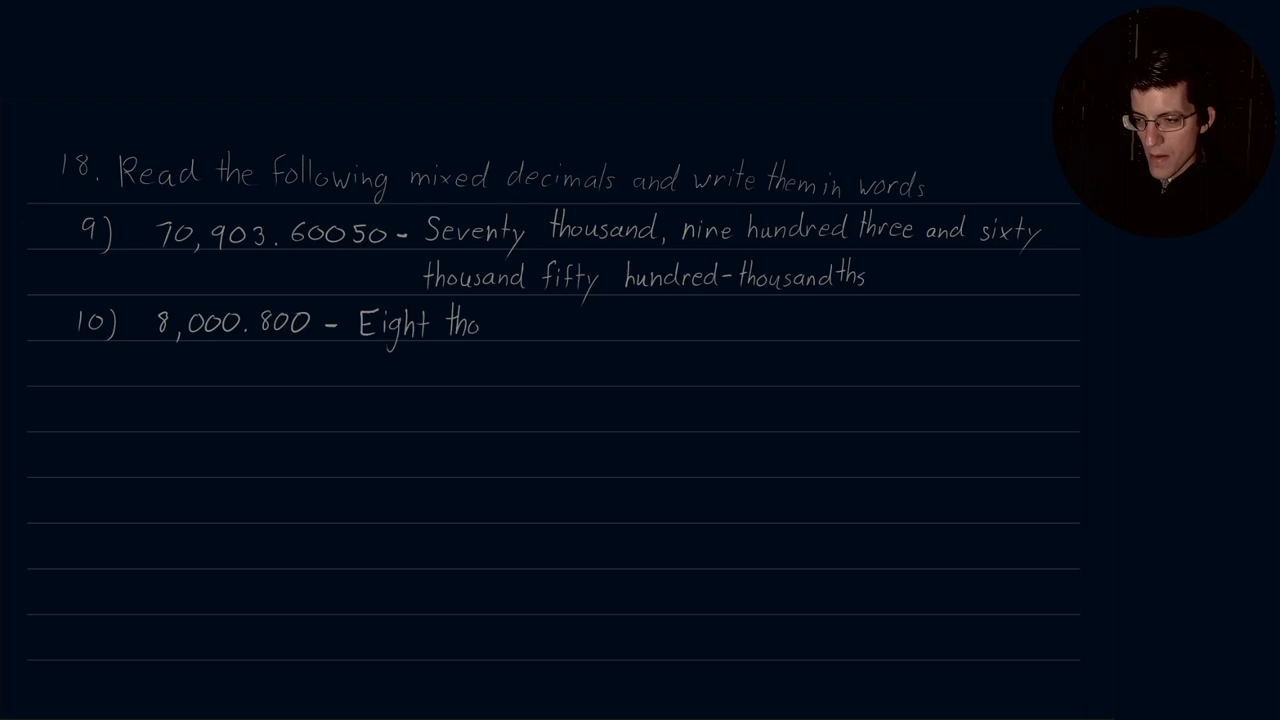 18. Read the following mixed decimals and write them in words
9) 70,903.60050 - Seventy thousand, nine hundred three and sixty
thousand fifty hundred-thousandths
10) 8,000.800 - Eight tho